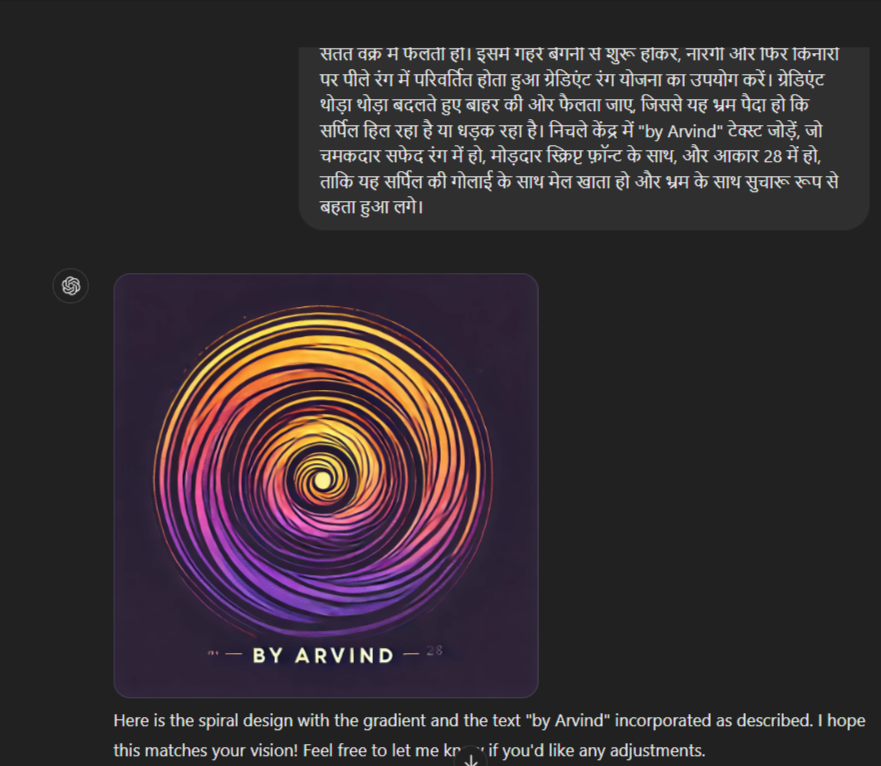 सतत वक्र में फैलती हो। इसमें गहरे बैंगनी से शुरू होकर, नारंगी और फिर किनारों
पर पीले रंग में परिवर्तित होता हुआ ग्रेडिएंट रंग योजना का उपयोग करें। ग्रेडिएंट
थोड़ा थोड़ा बदलते हुए बाहर की ओर फैलता जाए, जिससे यह भ्रम पैदा हो कि
सर्पिल हिल रहा है या धड़क रहा है। निचले केंद्र में "by Arvind" टेक्स्ट जोड़ें, जो
चमकदार सफेद रंग में हो, मोड़दार स्क्रिप्ट फ़ॉन्ट के साथ, और आकार 28 में हो,
ताकि यह सर्पिल की गोलाई के साथ मेल खाता हो और भ्रम के साथ सुचारू रूप से
बहता हुआ लगे।
— BY ARVIND — 28
Here is the spiral design with the gradient and the text "by Arvind" incorporated as described. I hope
this matches your vision! Feel free to let me if you'd like any adjustments.